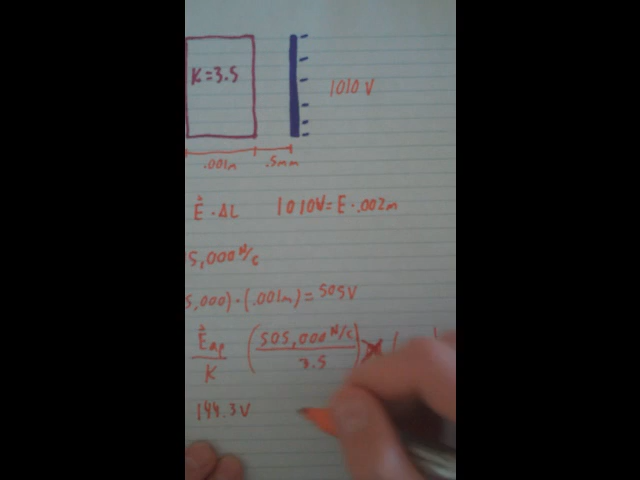 K=3.5
1010 V
.001m
.5mm
E · ΔL 1010V = E · .002m
5,000 N/C
5,000) · (.001m) = 505V
E ap / K (505,000 N/C / 3.5)
144.3V